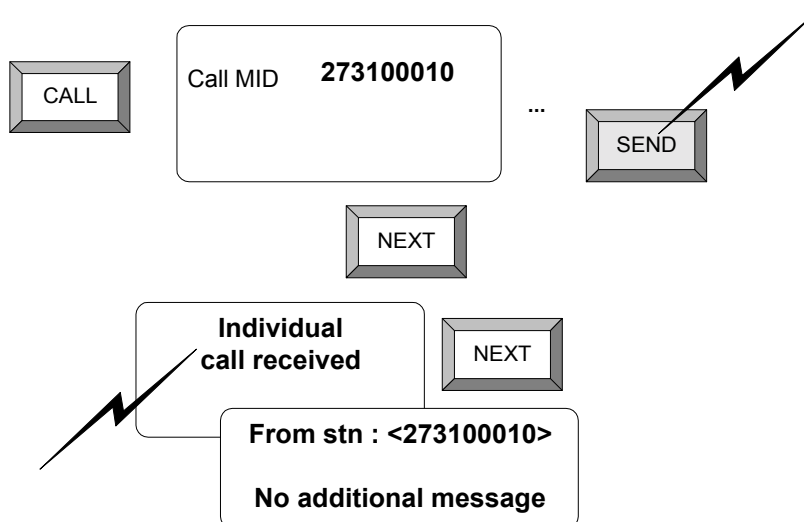 CALL
Call MID 273100010
...
SEND
NEXT
Individual
call received
NEXT
From stn : <273100010>
No additional message